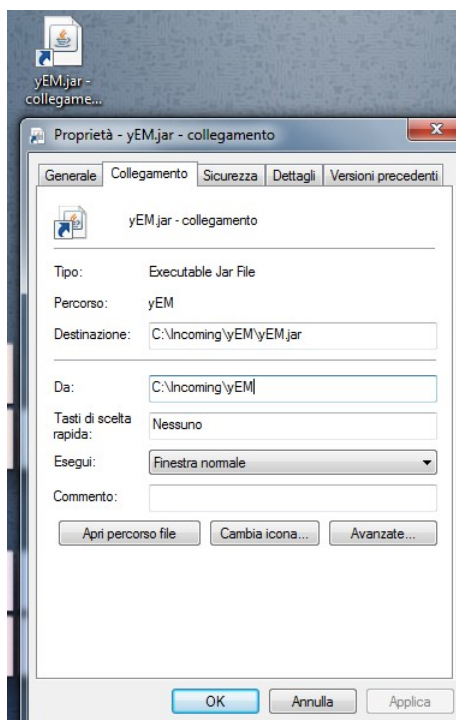 yEM.jar -
collegame...
Proprietà - yEM.jar - collegamento
Generale Collegamento Sicurezza Dettagli Versioni precedenti
yEM.jar - collegamento
Tipo: Executable Jar File
Percorso: yEM
Destinazione: C:\Incoming\yEM\yEM.jar
Da: C:\Incoming\yEM
Tasti di scelta
rapida: Nessuno
Esegui: Finestra normale
Commento:
Apri percorso file Cambia icona... Avanzate...
OK Annulla Applica